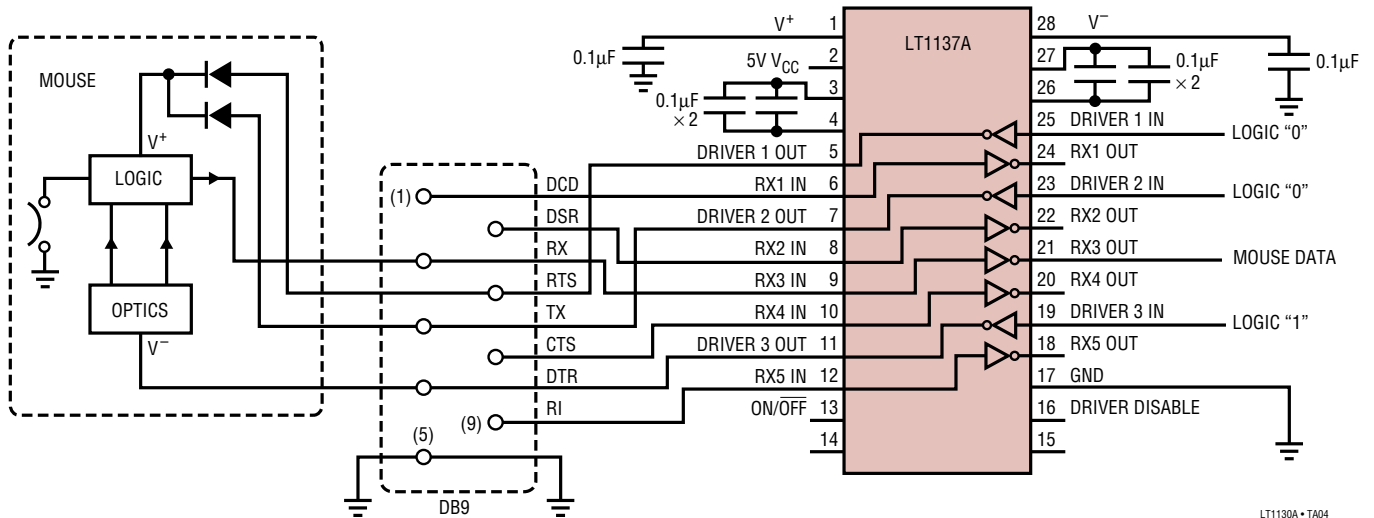 MOUSE
V+
LOGIC
OPTICS
V−
(1)
DCD
DSR
RX
RTS
TX
CTS
DTR
RI
(9)
(5)
DB9
0.1µF
5V VCC
0.1µF
× 2
V+
1
2
3
4
DRIVER 1 OUT 5
RX1 IN 6
DRIVER 2 OUT 7
RX2 IN 8
RX3 IN 9
RX4 IN 10
DRIVER 3 OUT 11
RX5 IN 12
ON/OFF 13
14
LT1137A
28 V−
27
26
0.1µF
× 2
0.1µF
25 DRIVER 1 IN
LOGIC “0”
24 RX1 OUT
23 DRIVER 2 IN
LOGIC “0”
22 RX2 OUT
21 RX3 OUT
MOUSE DATA
20 RX4 OUT
19 DRIVER 3 IN
LOGIC “1”
18 RX5 OUT
17 GND
16 DRIVER DISABLE
15
LT1130A • TA04